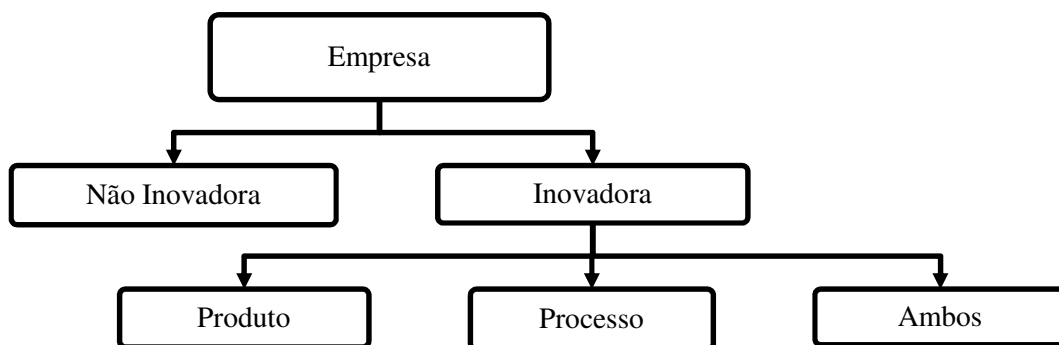 Empresa
Não Inovadora
Inovadora
Produto
Processo
Ambos